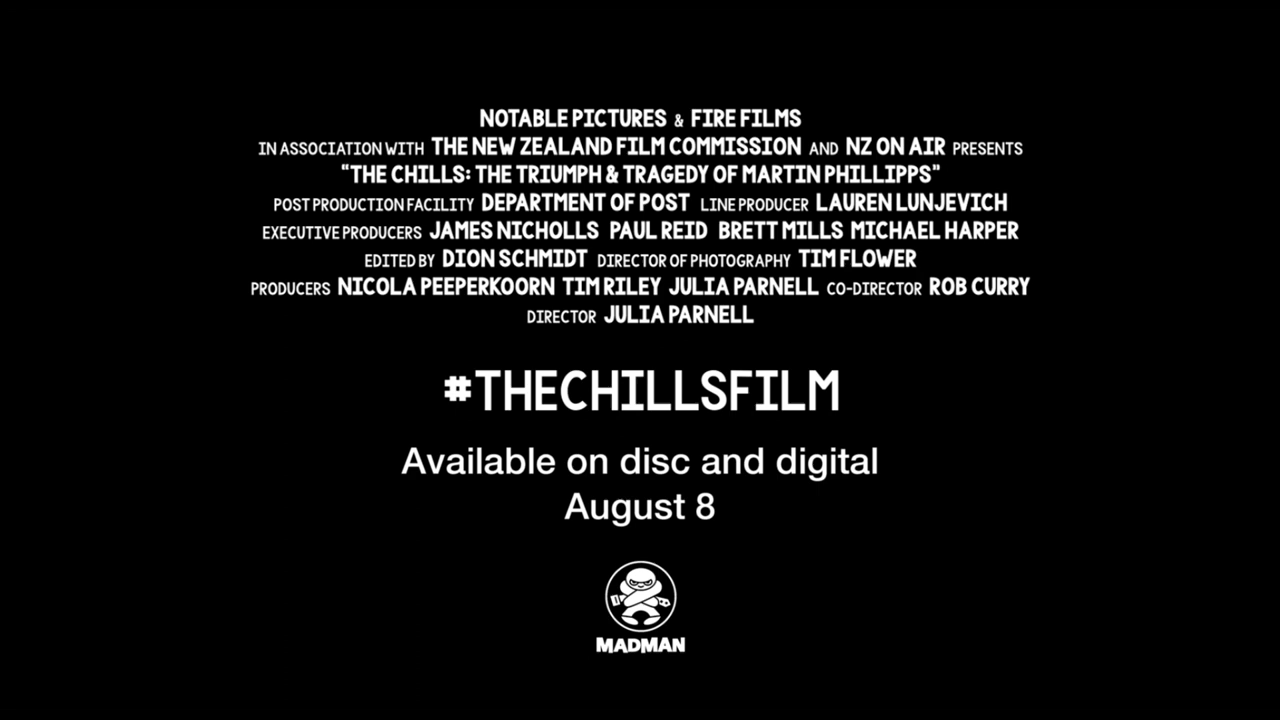 NOTABLE PICTURES & FIRE FILMS
IN ASSOCIATION WITH THE NEW ZEALAND FILM COMMISSION AND NZ ON AIR PRESENTS
"THE CHILLS: THE TRIUMPH & TRAGEDY OF MARTIN PHILLIPPS"
POST PRODUCTION FACILITY DEPARTMENT OF POST LINE PRODUCER LAUREN LUNJEVICH
EXECUTIVE PRODUCERS JAMES NICHOLLS PAUL REID BRETT MILLS MICHAEL HARPER
EDITED BY DION SCHMIDT DIRECTOR OF PHOTOGRAPHY TIM FLOWER
PRODUCERS NICOLA PEEPERKOORN TIM RILEY JULIA PARNELL CO-DIRECTOR ROB CURRY
DIRECTOR JULIA PARNELL
#THECHILLSFILM
Available on disc and digital
August 8
MADMAN